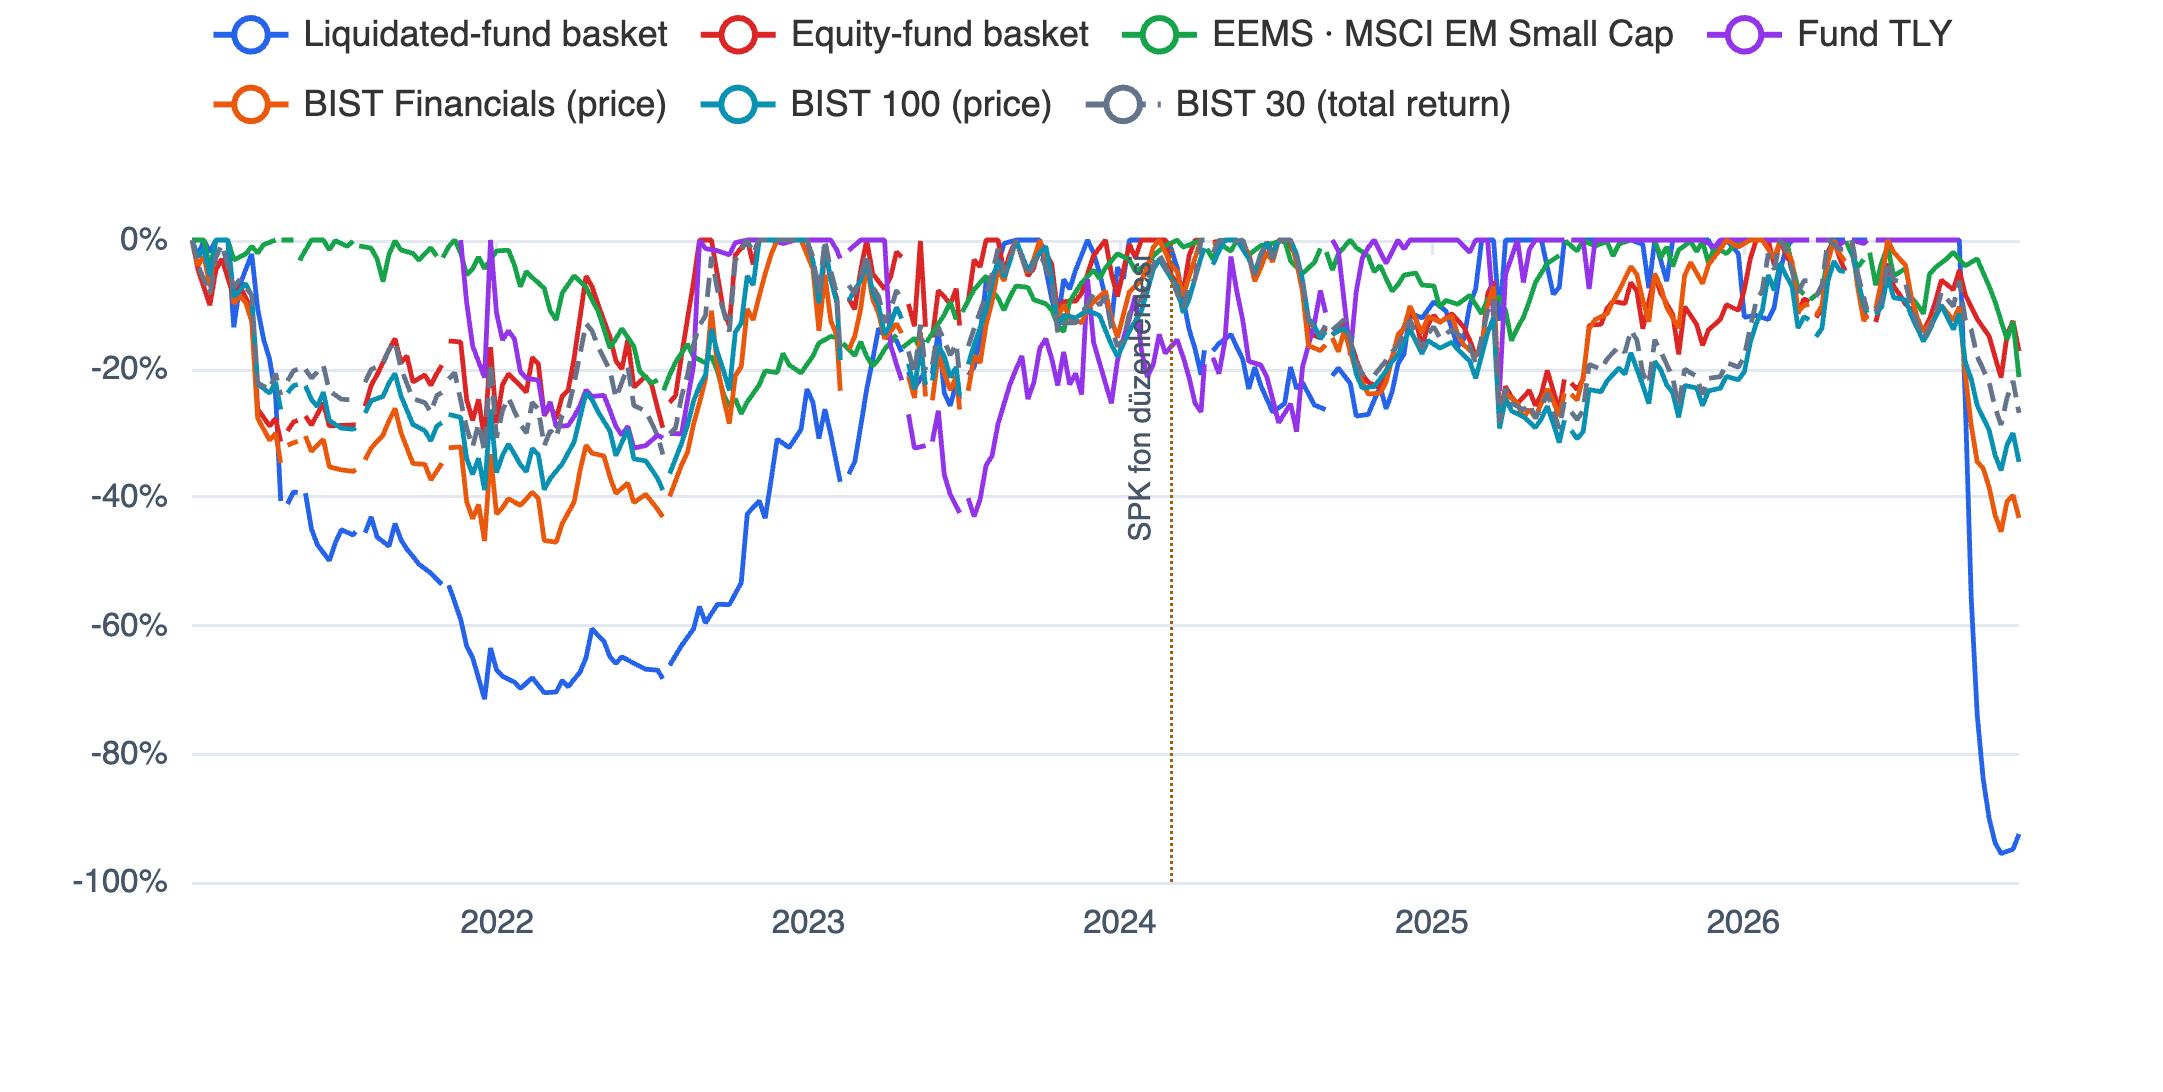 Liquidated-fund basket Equity-fund basket EEMS · MSCI EM Small Cap Fund TLY
BIST Financials (price) BIST 100 (price) BIST 30 (total return)
0%
-20%
-40%
-60%
-80%
-100%
SPK fon düzenlemesi
2022 2023 2024 2025 2026